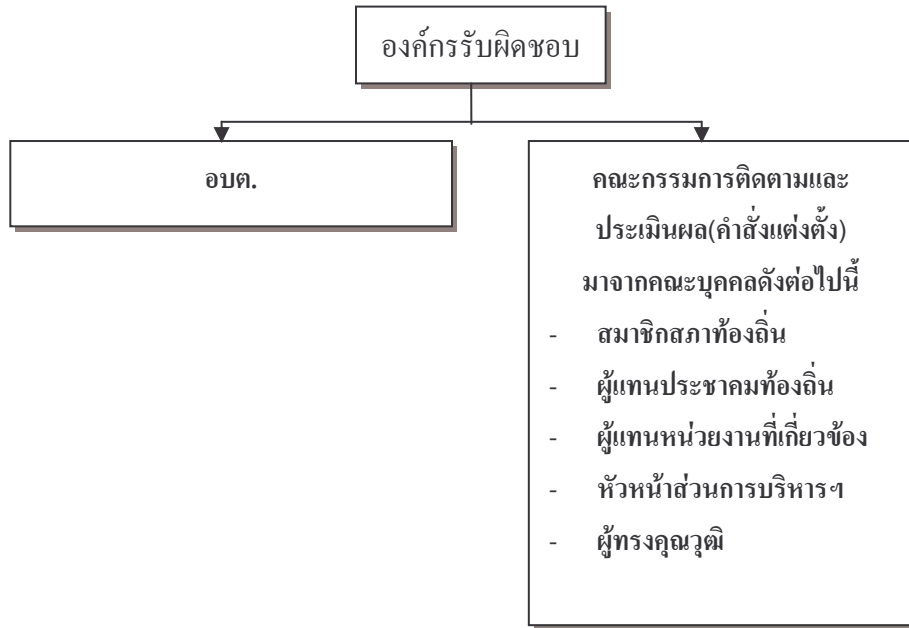 องค์กรรับผิดชอบ
อบต.
คณะกรรมการติดตามและ
ประเมินผล(คำสั่งแต่งตั้ง)
มาจากคณะบุคคลดังต่อไปนี้
- สมาชิกสภาท้องถิ่น
- ผู้แทนประชาคมท้องถิ่น
- ผู้แทนหน่วยงานที่เกี่ยวข้อง
- หัวหน้าส่วนการบริหารฯ
- ผู้ทรงคุณวุฒิ